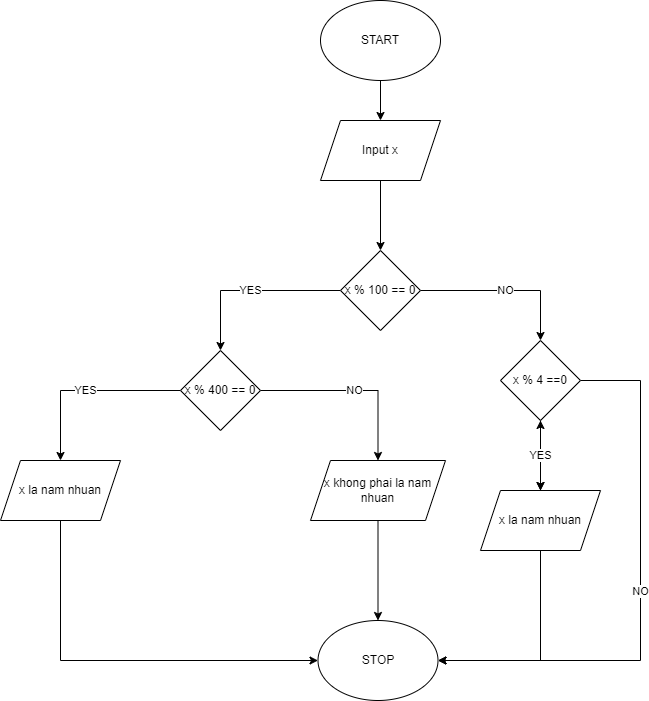 START
Input x
x % 100 == 0
YES
NO
x % 4 ==0
x % 400 == 0
YES
NO
YES
x la nam nhuan
x khong phai la nam
nhuan
x la nam nhuan
NO
STOP